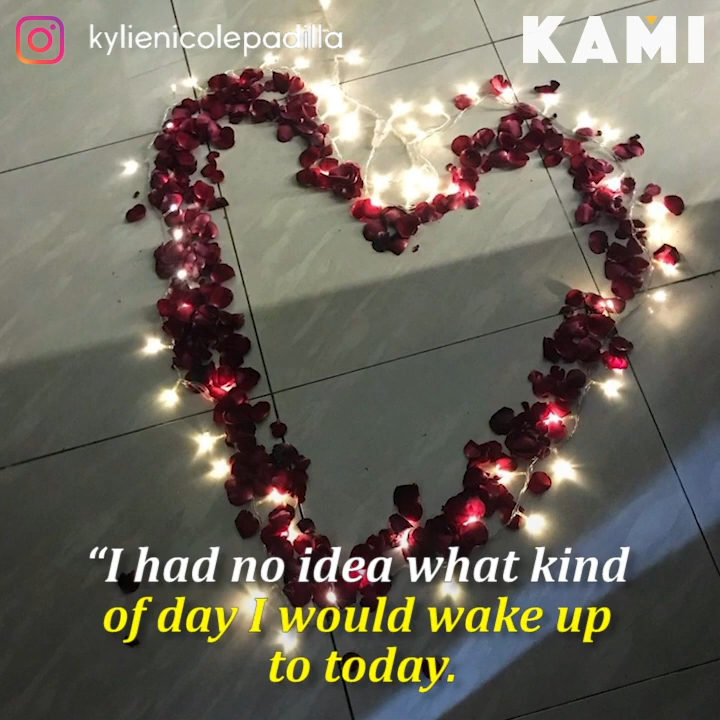 kylienicolepadilla
KAMI
“I had no idea what kind
of day I would wake up
to today.